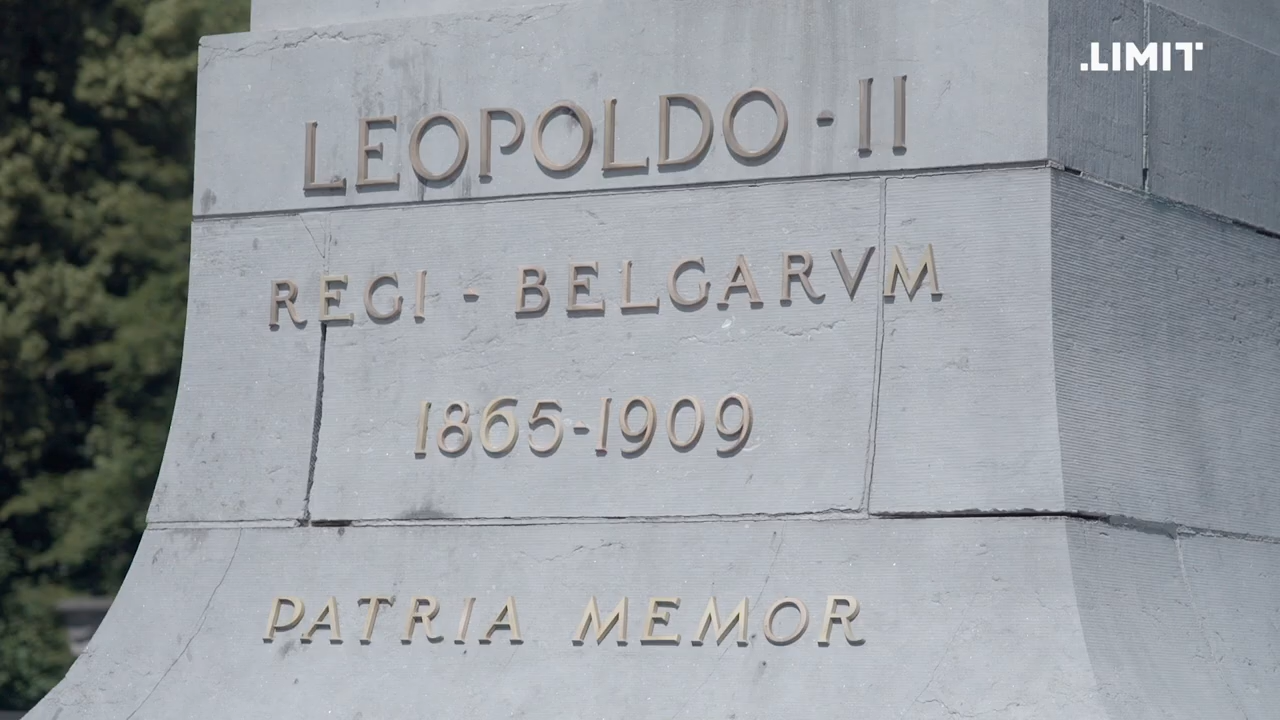 .LIMIT
LEOPOLDO - II
REGI - BELGARVM
1865-1909
PATRIA MEMOR